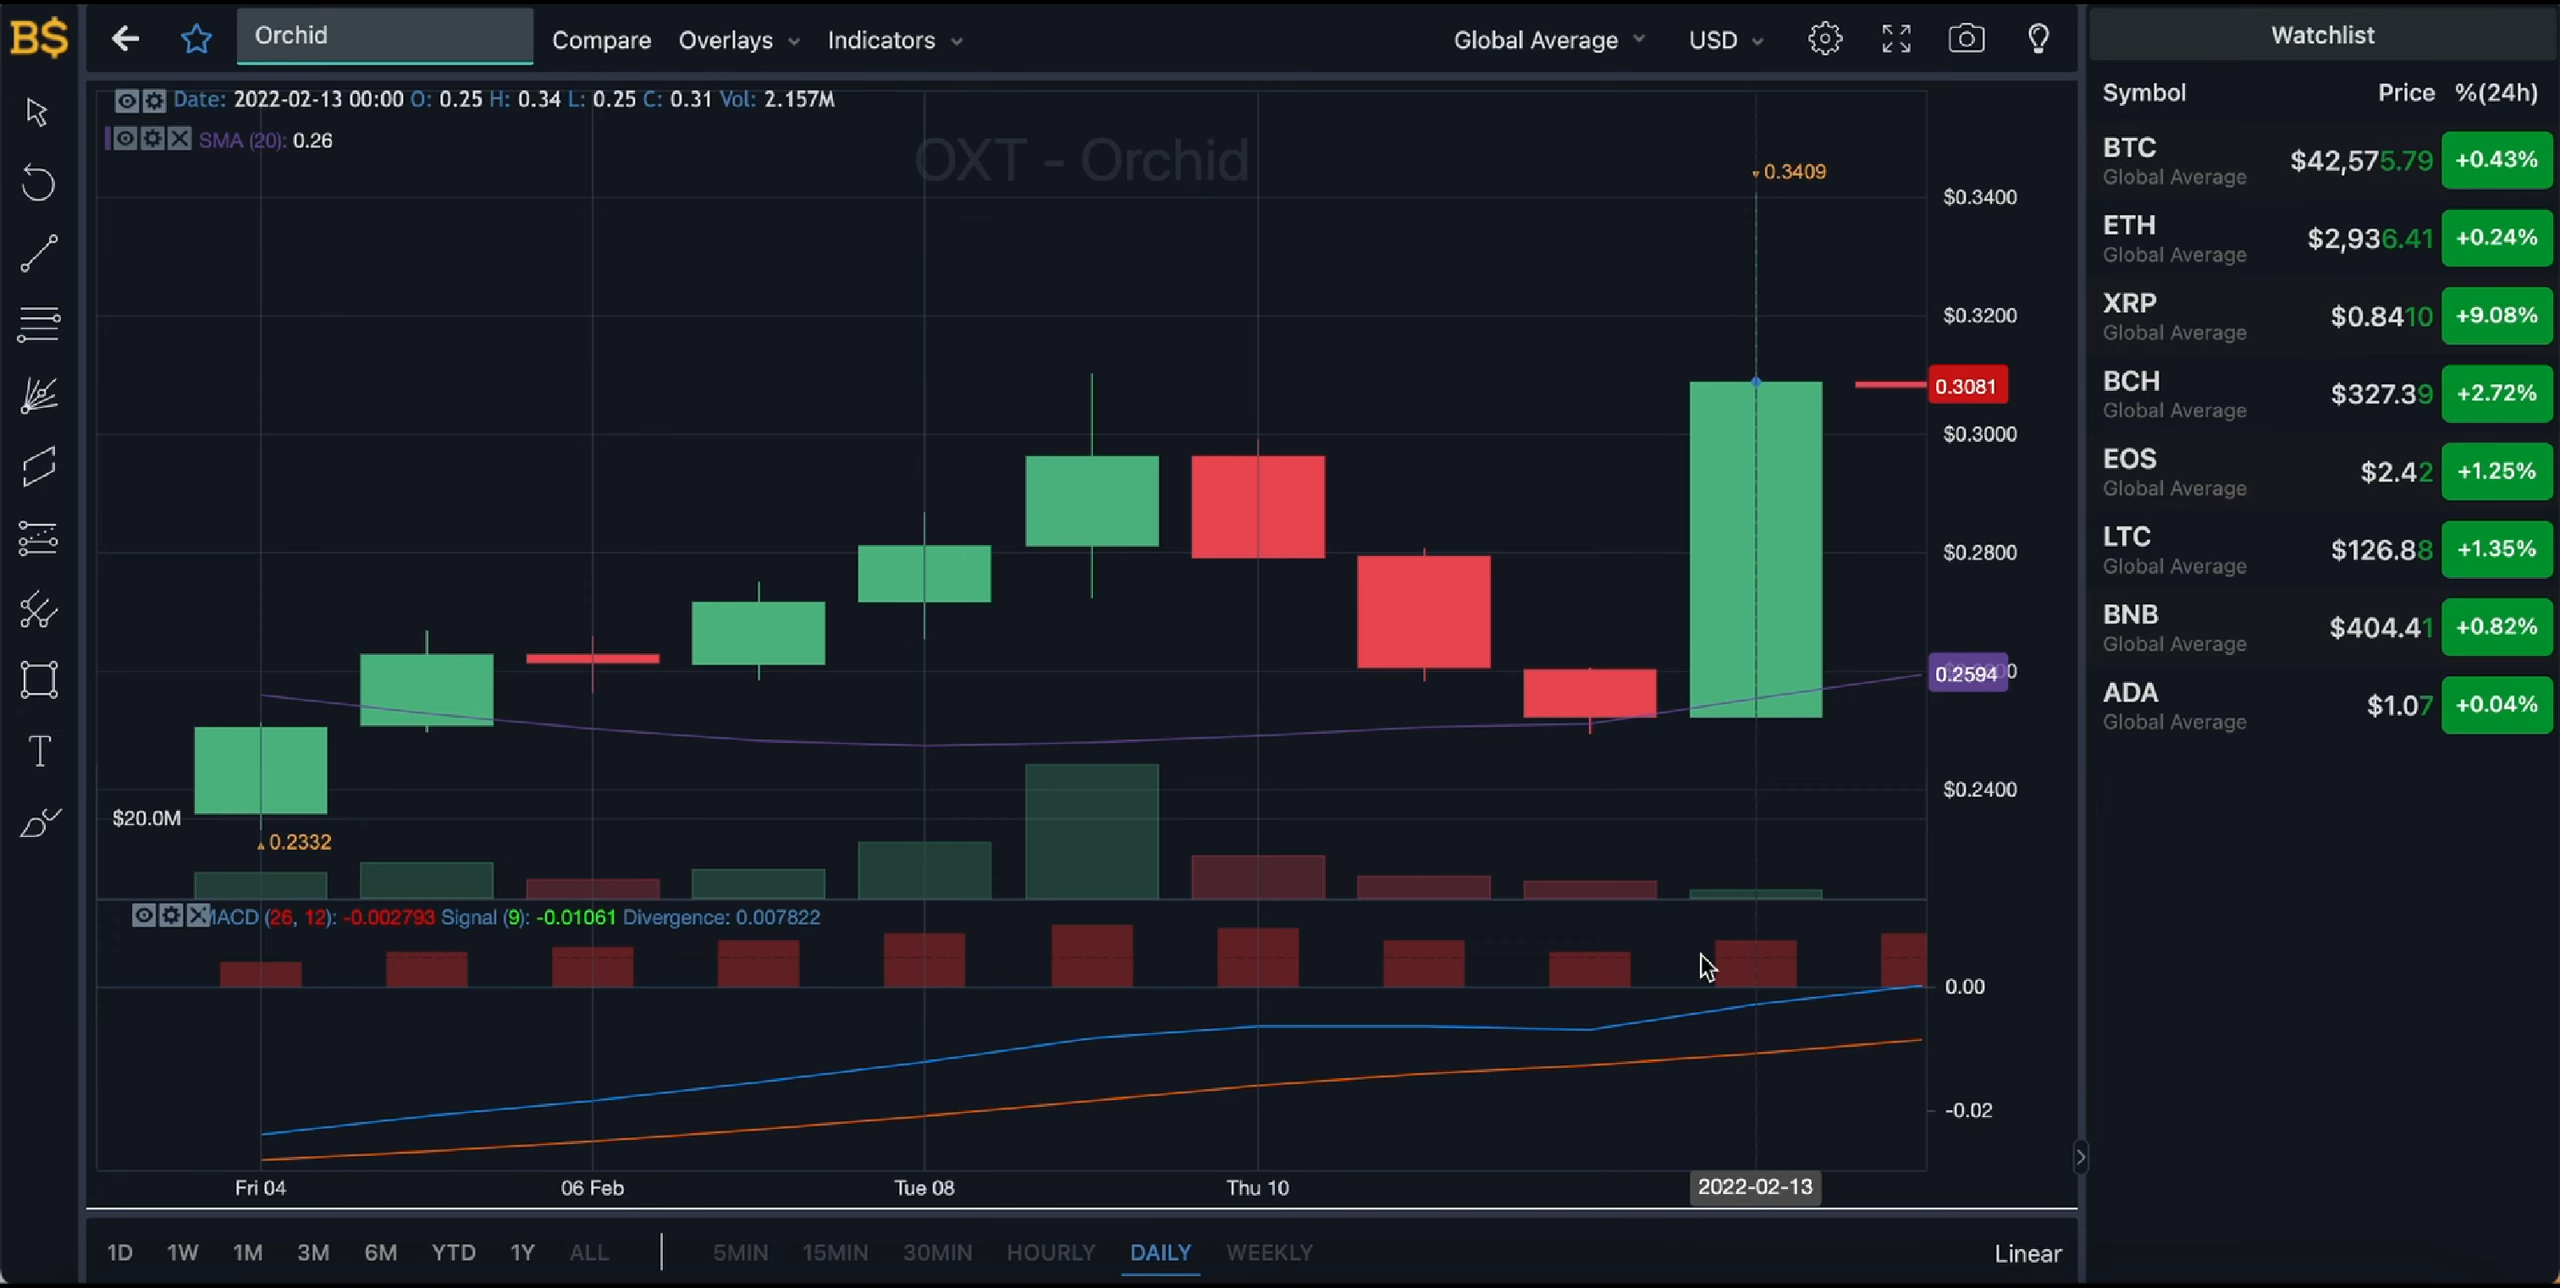 B$
Orchid
Compare Overlays Indicators
Global Average USD
Date: 2022-02-13 00:00 O: 0.25 H: 0.34 L: 0.25 C: 0.31 Vol: 2.157M
SMA (20): 0.26
OXT - Orchid
0.3409
$0.3400
$0.3200
0.3081
$0.3000
$0.2800
0.2594
$0.2400
$20.0M
0.2332
MACD (26, 12): -0.002793 Signal (9): -0.01061 Divergence: 0.007822
0.00
-0.02
Fri 04 06 Feb Tue 08 Thu 10 2022-02-13
1D 1W 1M 3M 6M YTD 1Y ALL 5MIN 15MIN 30MIN HOURLY DAILY WEEKLY Linear
Watchlist
Symbol Price %(24h)
BTC $42,575.79 +0.43%
Global Average
ETH $2,936.41 +0.24%
Global Average
XRP $0.8410 +9.08%
Global Average
BCH $327.39 +2.72%
Global Average
EOS $2.42 +1.25%
Global Average
LTC $126.88 +1.35%
Global Average
BNB $404.41 +0.82%
Global Average
ADA $1.07 +0.04%
Global Average